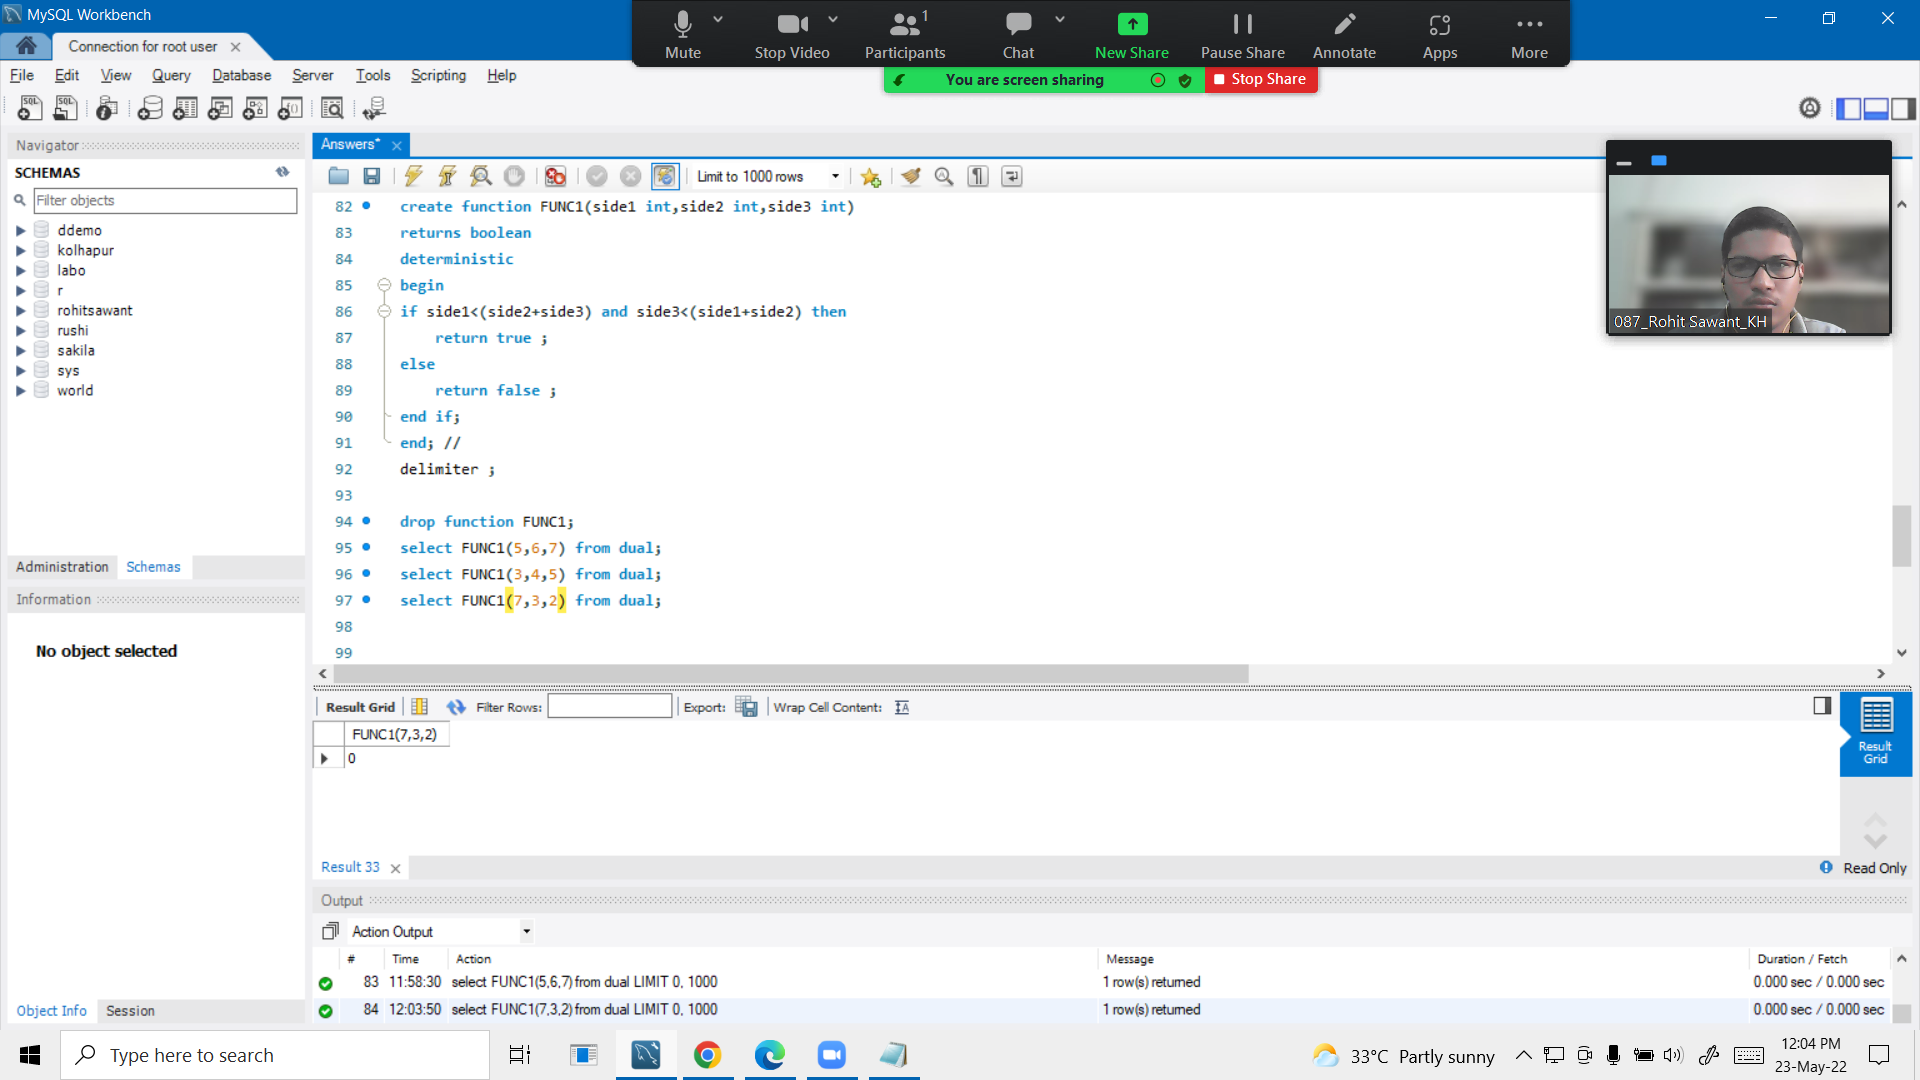 MySQL Workbench
Connection for root user
File Edit View Query Database Server Tools Scripting Help
Mute Stop Video Participants 1 Chat New Share Pause Share Annotate Apps More
You are screen sharing Stop Share
Navigator
SCHEMAS
Filter objects
ddemo
kolhapur
labo
r
rohitsawant
rushi
sakila
sys
world
Administration Schemas
Information
No object selected
Object Info Session
Answers*
Limit to 1000 rows
82 create function FUNC1(side1 int,side2 int,side3 int)
83 returns boolean
84 deterministic
85 begin
86 if side1<(side2+side3) and side3<(side1+side2) then
87 return true ;
88 else
89 return false ;
90 end if;
91 end; //
92 delimiter ;
93
94 drop function FUNC1;
95 select FUNC1(5,6,7) from dual;
96 select FUNC1(3,4,5) from dual;
97 select FUNC1(7,3,2) from dual;
98
99
087_Rohit Sawant_KH
Result Grid Filter Rows: Export: Wrap Cell Content:
FUNC1(7,3,2)
0
Result Grid
Result 33
Read Only
Output
Action Output
# Time Action Message Duration / Fetch
83 11:58:30 select FUNC1(5,6,7) from dual LIMIT 0, 1000 1 row(s) returned 0.000 sec / 0.000 sec
84 12:03:50 select FUNC1(7,3,2) from dual LIMIT 0, 1000 1 row(s) returned 0.000 sec / 0.000 sec
Type here to search
33°C Partly sunny
12:04 PM
23-May-22